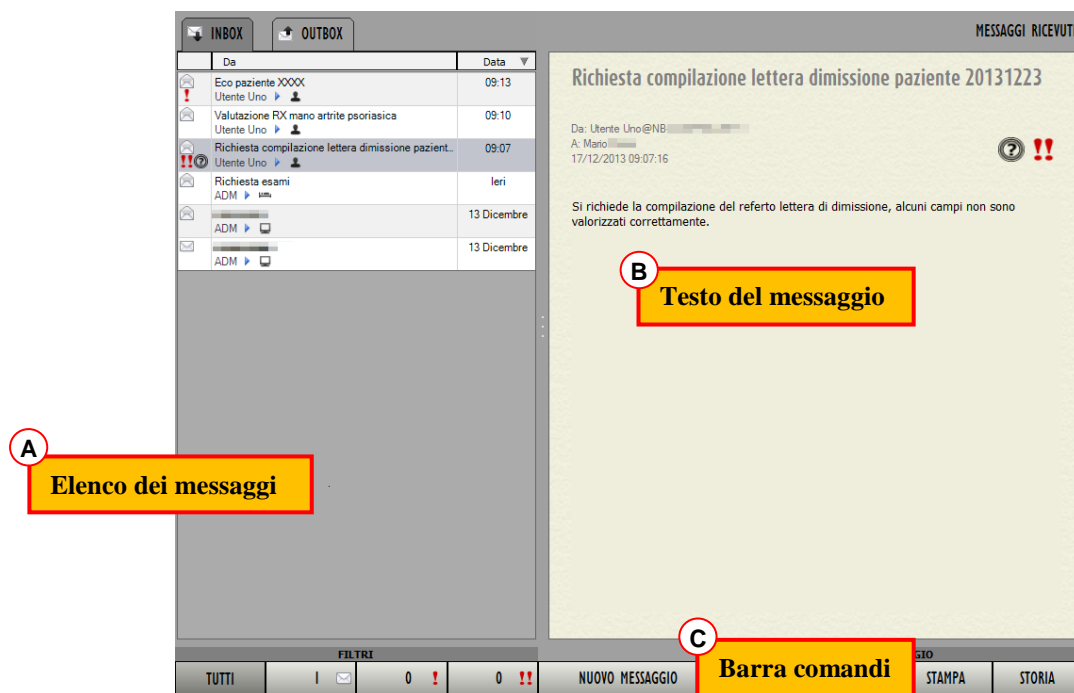 INBOX
OUTBOX
MESSAGGI RICEVUTI
Da
Data
Eco paziente XXXX
09:13
Utente Uno
Valutazione RX mano artrite psoriasica
09:10
Utente Uno
Richiesta compilazione lettera dimissione pazient..
09:07
Utente Uno
Richiesta esami
Ieri
ADM
13 Dicembre
ADM
13 Dicembre
ADM
Richiesta compilazione lettera dimissione paziente 20131223
Da: Utente Uno@NB
A: Mario
17/12/2013 09:07:16
Si richiede la compilazione del referto lettera di dimissione, alcuni campi non sono
valorizzati correttamente.
B
Testo del messaggio
A
Elenco dei messaggi
FILTRI
TUTTI
1
0 !
0 !!
C
Barra comandi
GIO
NUOVO MESSAGGIO
STAMPA
STORIA